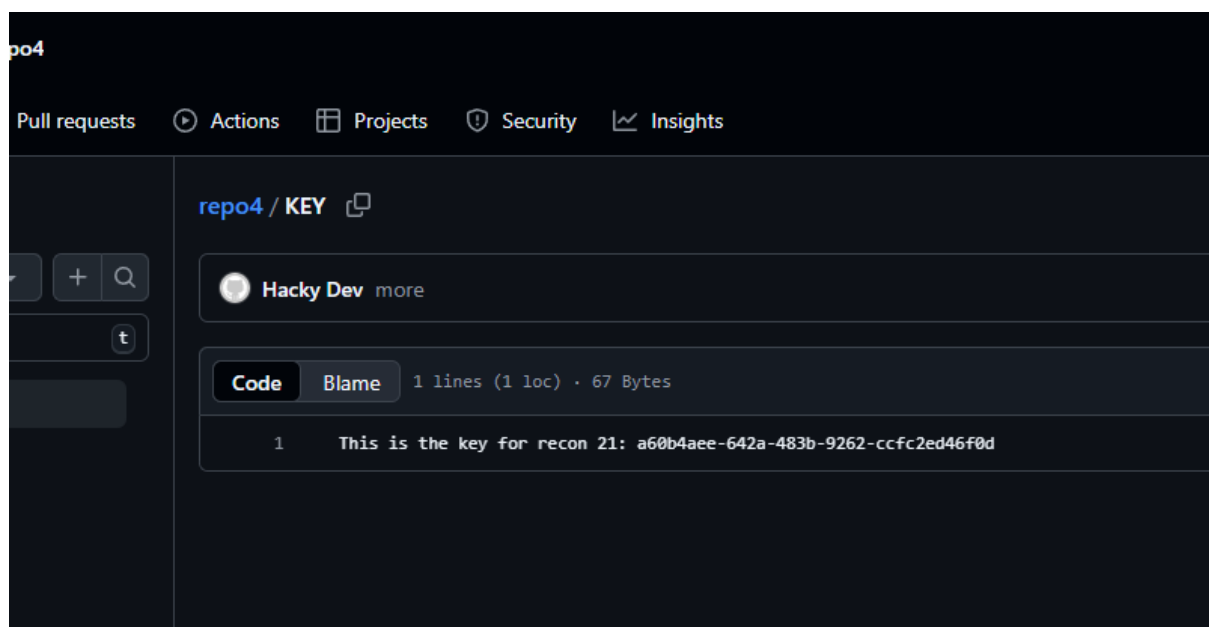 po4
Pull requests Actions Projects Security Insights
repo4 / KEY
Hacky Dev more
t
Code Blame 1 lines (1 loc) · 67 Bytes
1 This is the key for recon 21: a60b4aee-642a-483b-9262-ccfc2ed46f0d